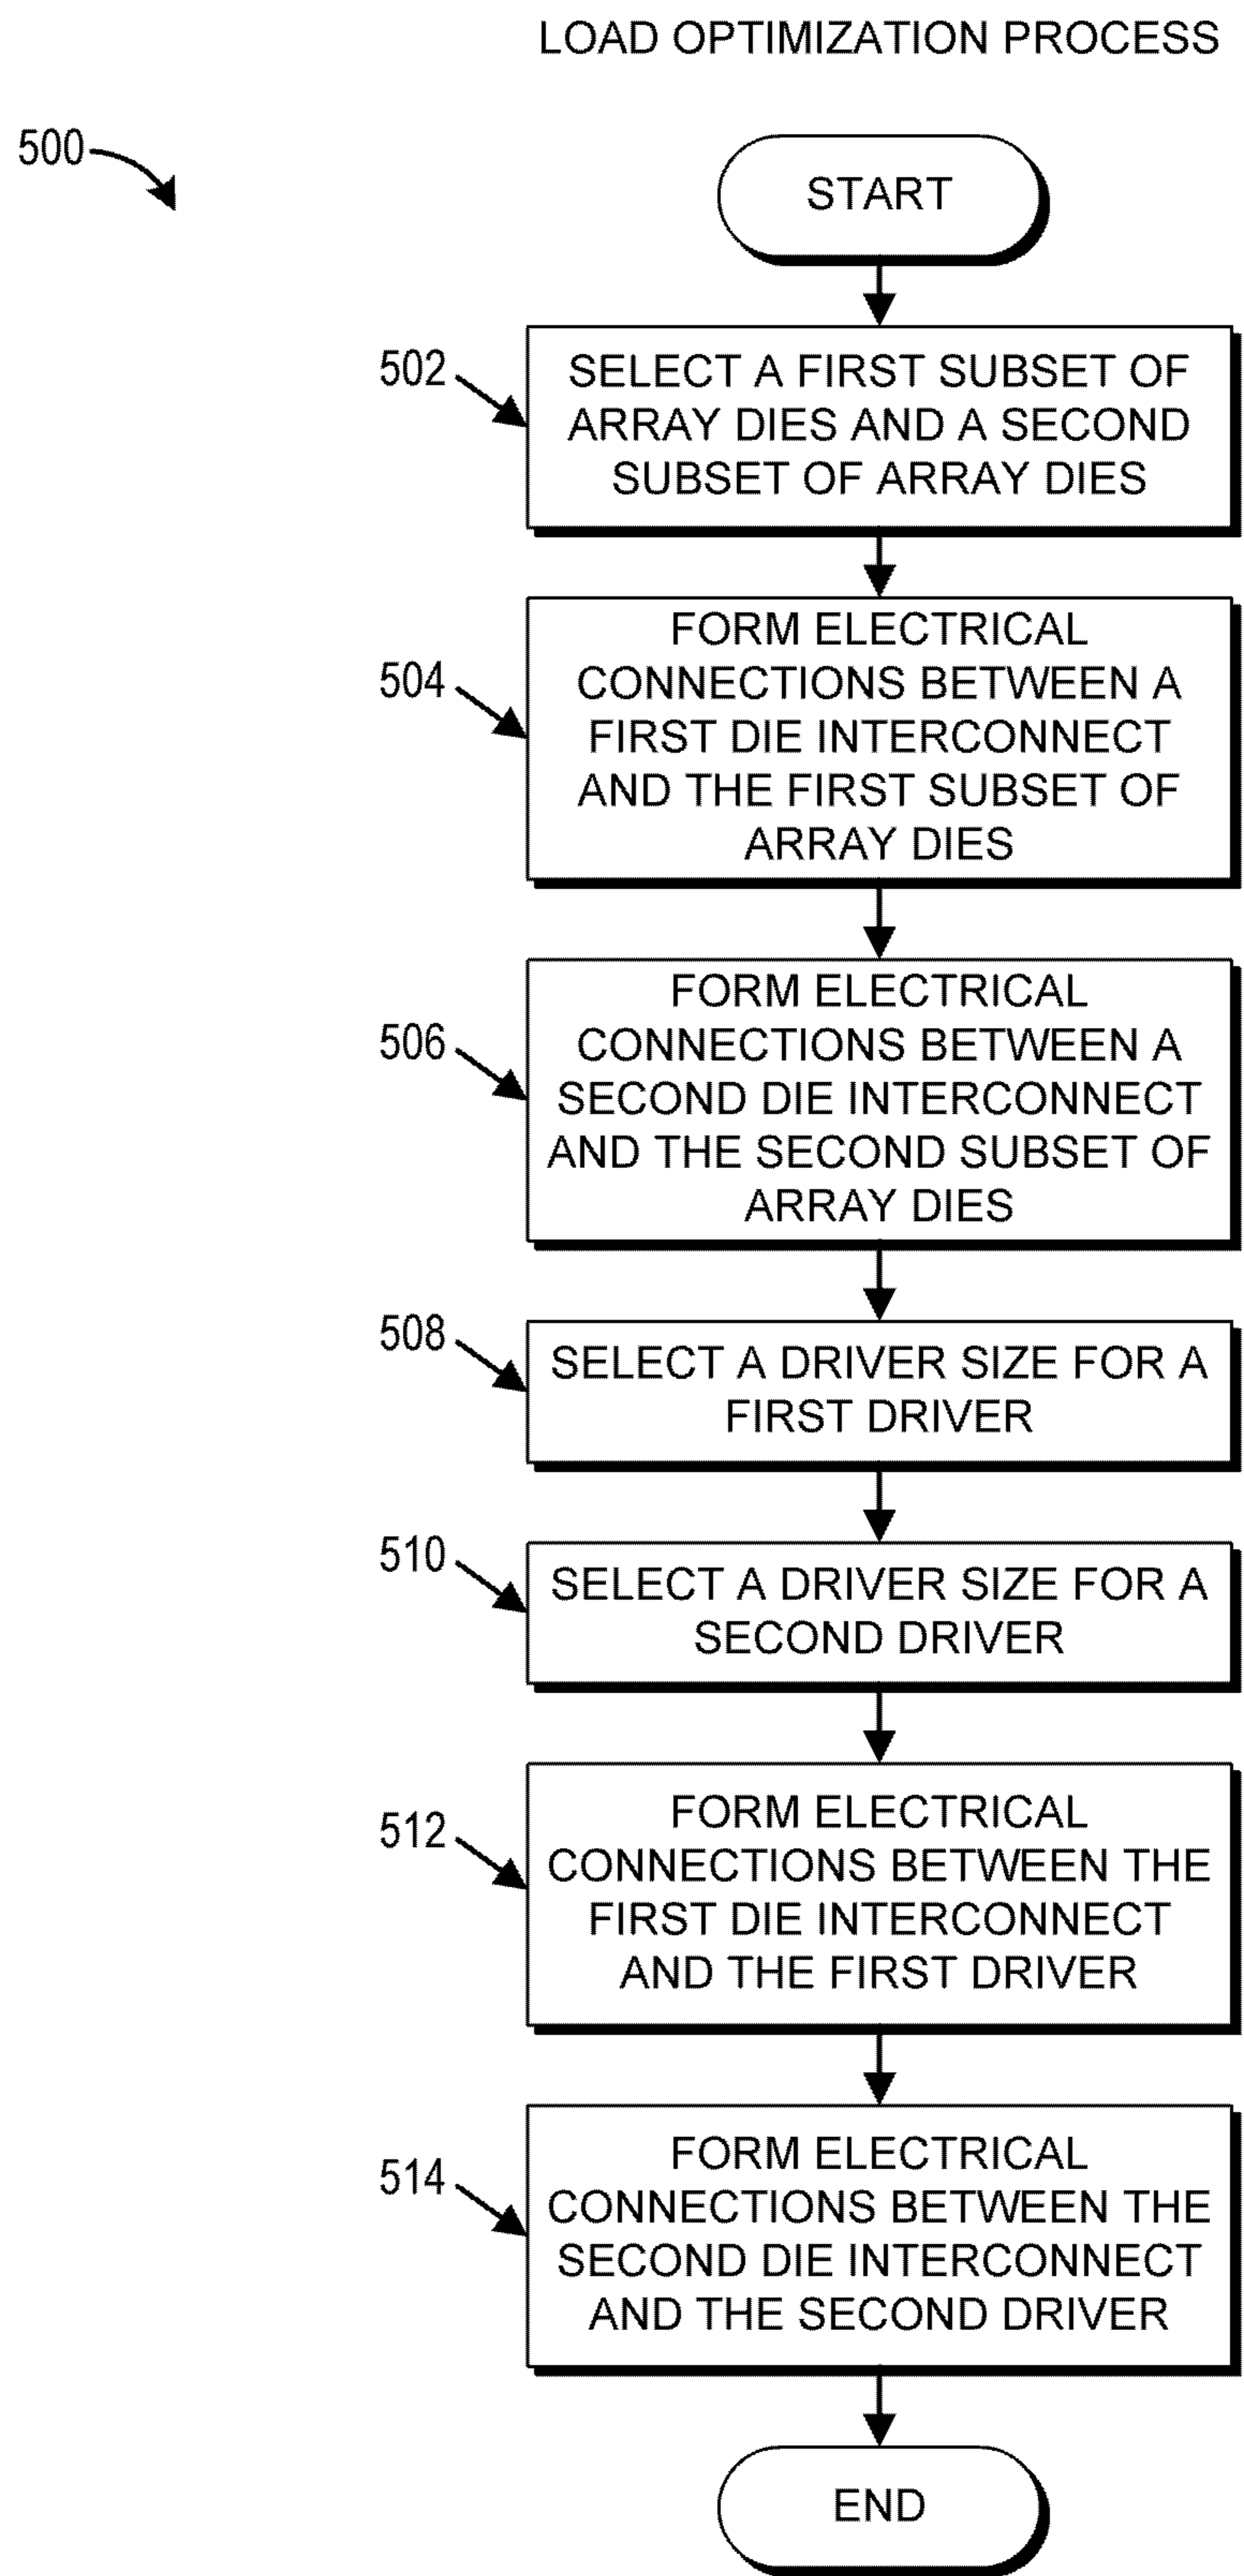 LOAD OPTIMIZATION PROCESS
500
START
502
SELECT A FIRST SUBSET OF
ARRAY DIES AND A SECOND
SUBSET OF ARRAY DIES
504
FORM ELECTRICAL
CONNECTIONS BETWEEN A
FIRST DIE INTERCONNECT
AND THE FIRST SUBSET OF
ARRAY DIES
506
FORM ELECTRICAL
CONNECTIONS BETWEEN A
SECOND DIE INTERCONNECT
AND THE SECOND SUBSET OF
ARRAY DIES
508
SELECT A DRIVER SIZE FOR A
FIRST DRIVER
510
SELECT A DRIVER SIZE FOR A
SECOND DRIVER
512
FORM ELECTRICAL
CONNECTIONS BETWEEN THE
FIRST DIE INTERCONNECT
AND THE FIRST DRIVER
514
FORM ELECTRICAL
CONNECTIONS BETWEEN THE
SECOND DIE INTERCONNECT
AND THE SECOND DRIVER
END